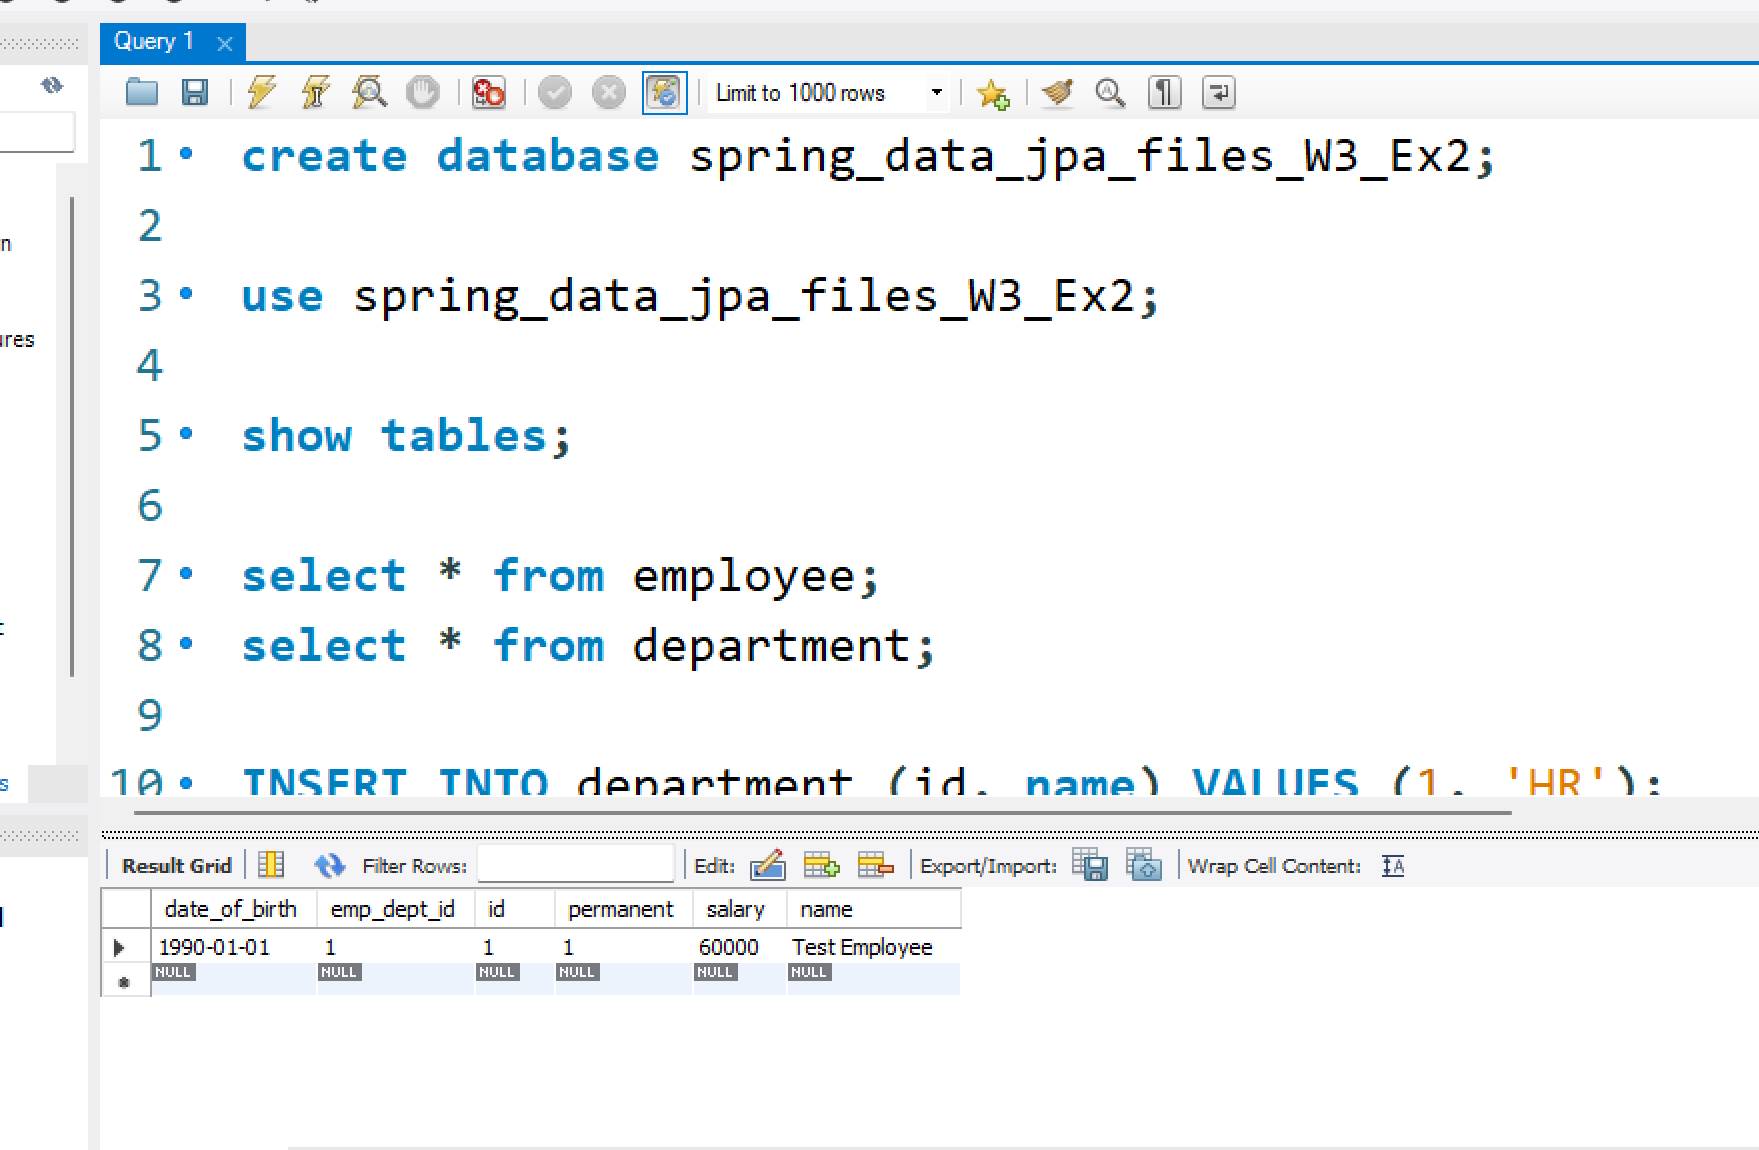 Query 1
Limit to 1000 rows
1 create database spring_data_jpa_files_W3_Ex2;
2
3 use spring_data_jpa_files_W3_Ex2;
4
5 show tables;
6
7 select * from employee;
8 select * from department;
9
10 INSERT INTO department (id, name) VALUES (1, 'HR');
Result Grid Filter Rows: Edit: Export/Import: Wrap Cell Content:
date_of_birth emp_dept_id id permanent salary name
1990-01-01 1 1 1 60000 Test Employee
NULL NULL NULL NULL NULL NULL